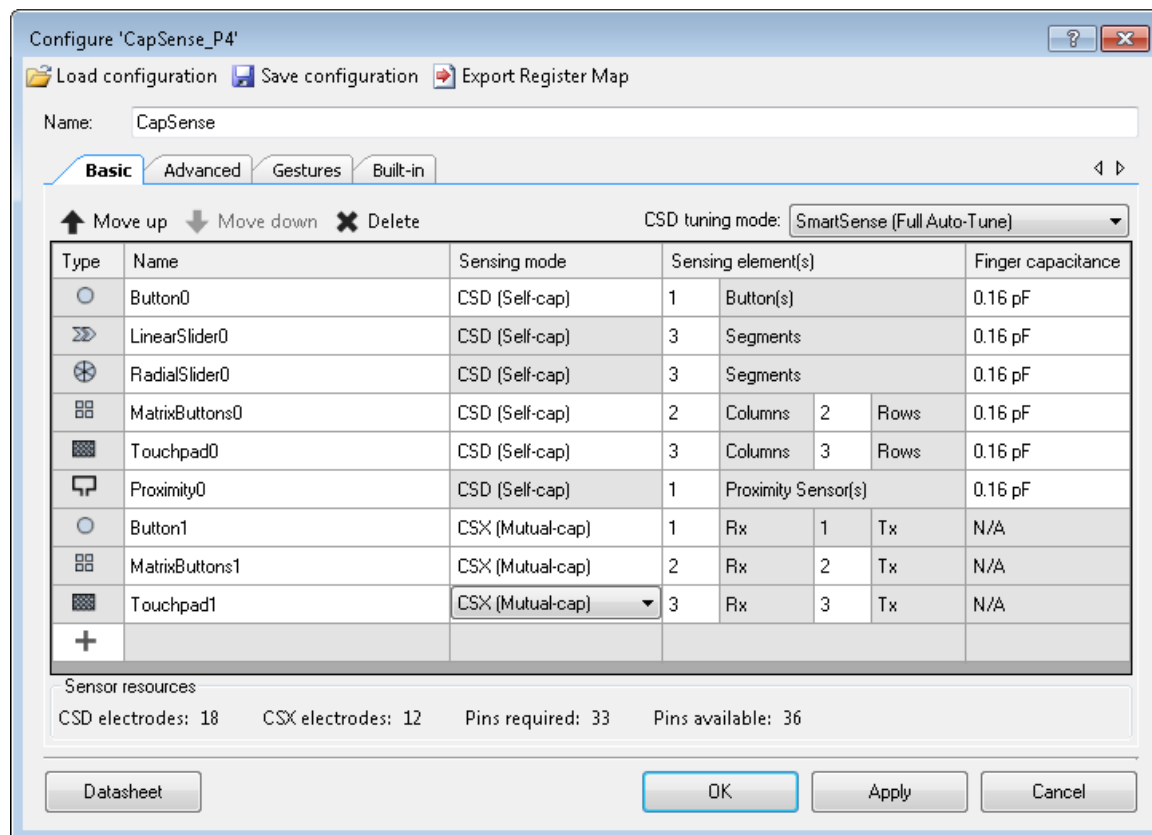 Configure 'CapSense_P4'
Load configuration Save configuration Export Register Map
Name: CapSense
Basic Advanced Gestures Built-in
Move up Move down Delete CSD tuning mode: SmartSense (Full Auto-Tune)
Type Name Sensing mode Sensing element(s) Finger capacitance
Button0 CSD (Self-cap) 1 Button(s) 0.16 pF
LinearSlider0 CSD (Self-cap) 3 Segments 0.16 pF
RadialSlider0 CSD (Self-cap) 3 Segments 0.16 pF
MatrixButtons0 CSD (Self-cap) 2 Columns 2 Rows 0.16 pF
Touchpad0 CSD (Self-cap) 3 Columns 3 Rows 0.16 pF
Proximity0 CSD (Self-cap) 1 Proximity Sensor(s) 0.16 pF
Button1 CSX (Mutual-cap) 1 Rx 1 Tx N/A
MatrixButtons1 CSX (Mutual-cap) 2 Rx 2 Tx N/A
Touchpad1 CSX (Mutual-cap) 3 Rx 3 Tx N/A
Sensor resources
CSD electrodes: 18 CSX electrodes: 12 Pins required: 33 Pins available: 36
Datasheet OK Apply Cancel